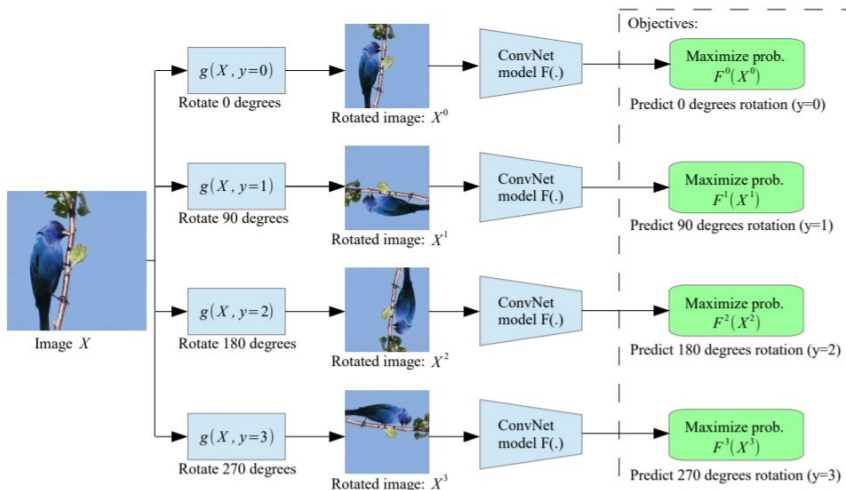 Objectives:
g(X, y=0)
Rotate 0 degrees
Rotated image: X⁰
ConvNet
model F(.)
Maximize prob.
F⁰(X⁰)
Predict 0 degrees rotation (y=0)
g(X, y=1)
Rotate 90 degrees
Rotated image: X¹
ConvNet
model F(.)
Maximize prob.
F¹(X¹)
Predict 90 degrees rotation (y=1)
Image X
g(X, y=2)
Rotate 180 degrees
Rotated image: X²
ConvNet
model F(.)
Maximize prob.
F²(X²)
Predict 180 degrees rotation (y=2)
g(X, y=3)
Rotate 270 degrees
Rotated image: X³
ConvNet
model F(.)
Maximize prob.
F³(X³)
Predict 270 degrees rotation (y=3)